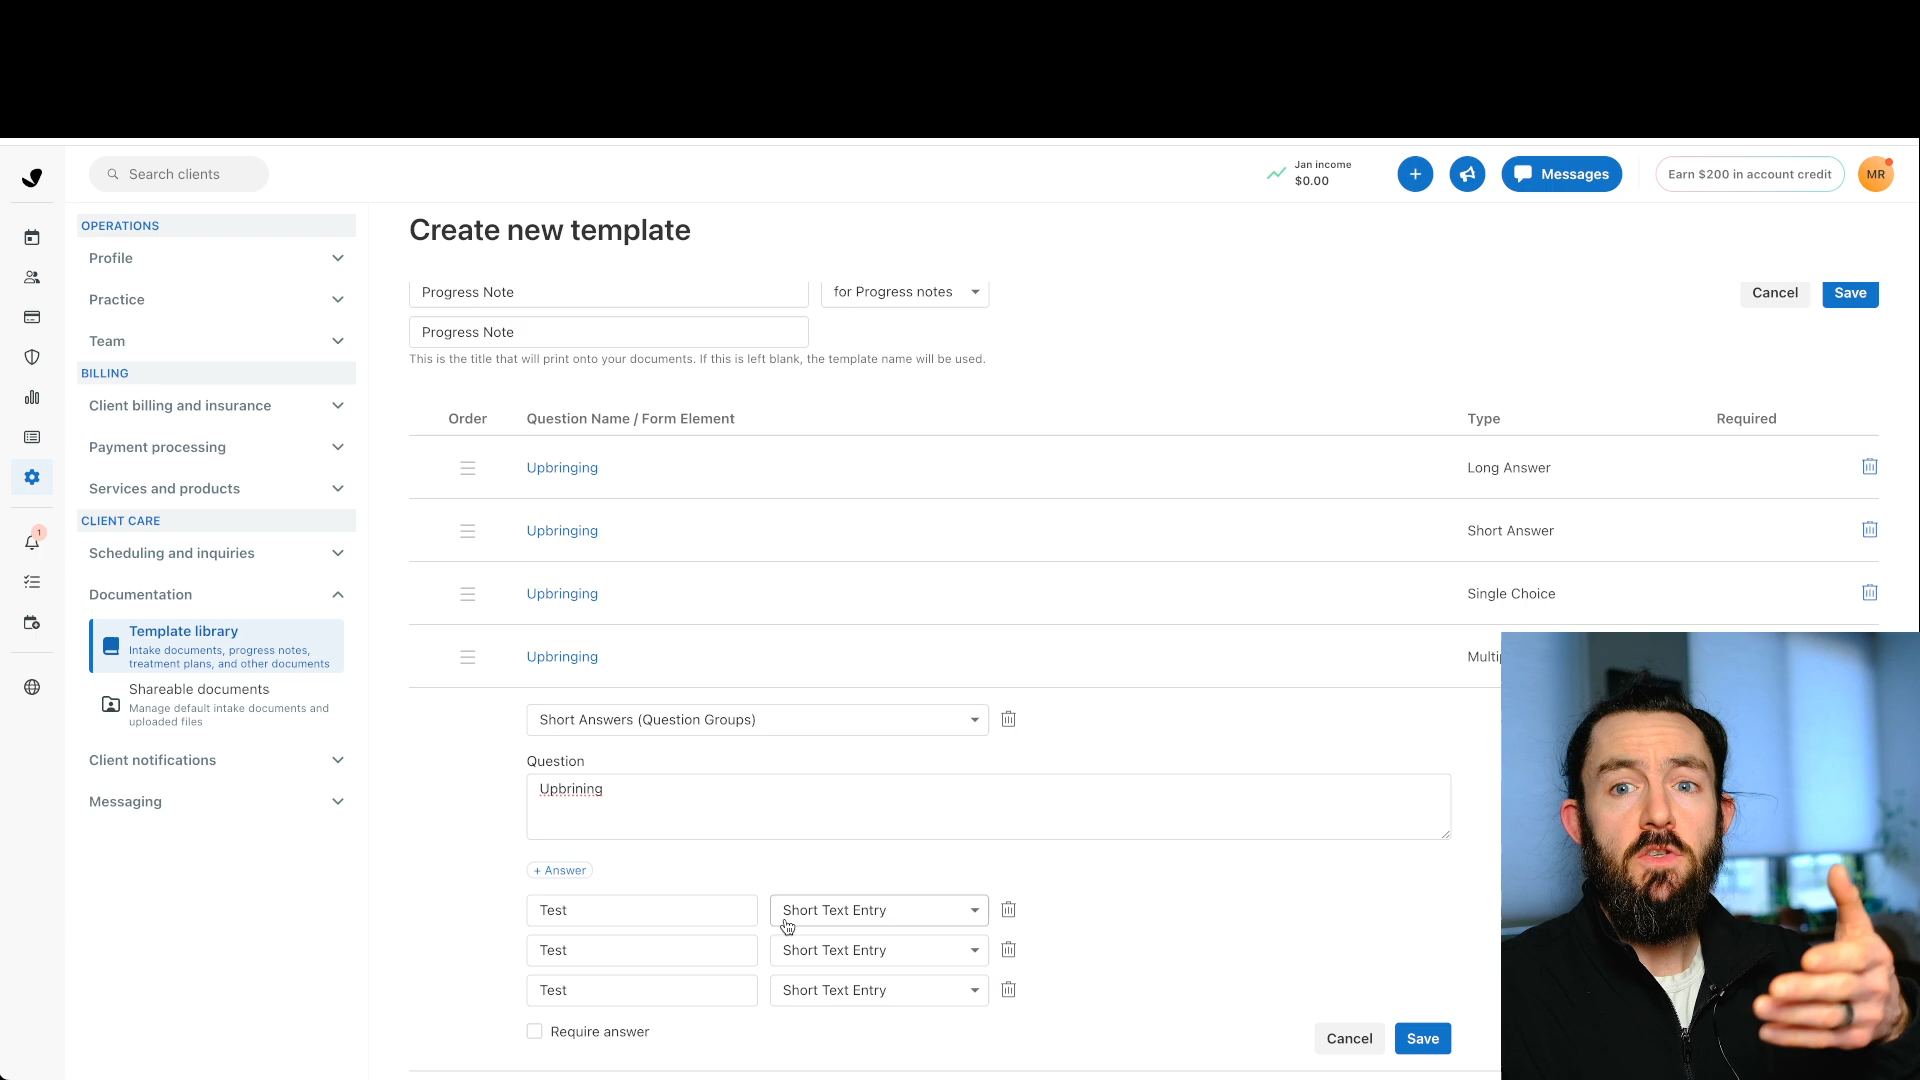 Search clients
Jan income
$0.00
+
Messages
Earn $200 in account credit
MR
OPERATIONS
Profile
Practice
Team
BILLING
Client billing and insurance
Payment processing
Services and products
CLIENT CARE
Scheduling and inquiries
Documentation
Template library
Intake documents, progress notes,
treatment plans, and other documents
Shareable documents
Manage default intake documents and
uploaded files
Client notifications
Messaging
1
Create new template
Progress Note
for Progress notes
Cancel
Save
Progress Note
This is the title that will print onto your documents. If this is left blank, the template name will be used.
Order
Question Name / Form Element
Type
Required
Upbringing
Long Answer
Upbringing
Short Answer
Upbringing
Single Choice
Upbringing
Short Answers (Question Groups)
Question
Upbrining
+ Answer
Test
Short Text Entry
Test
Short Text Entry
Test
Short Text Entry
Require answer
Cancel
Save